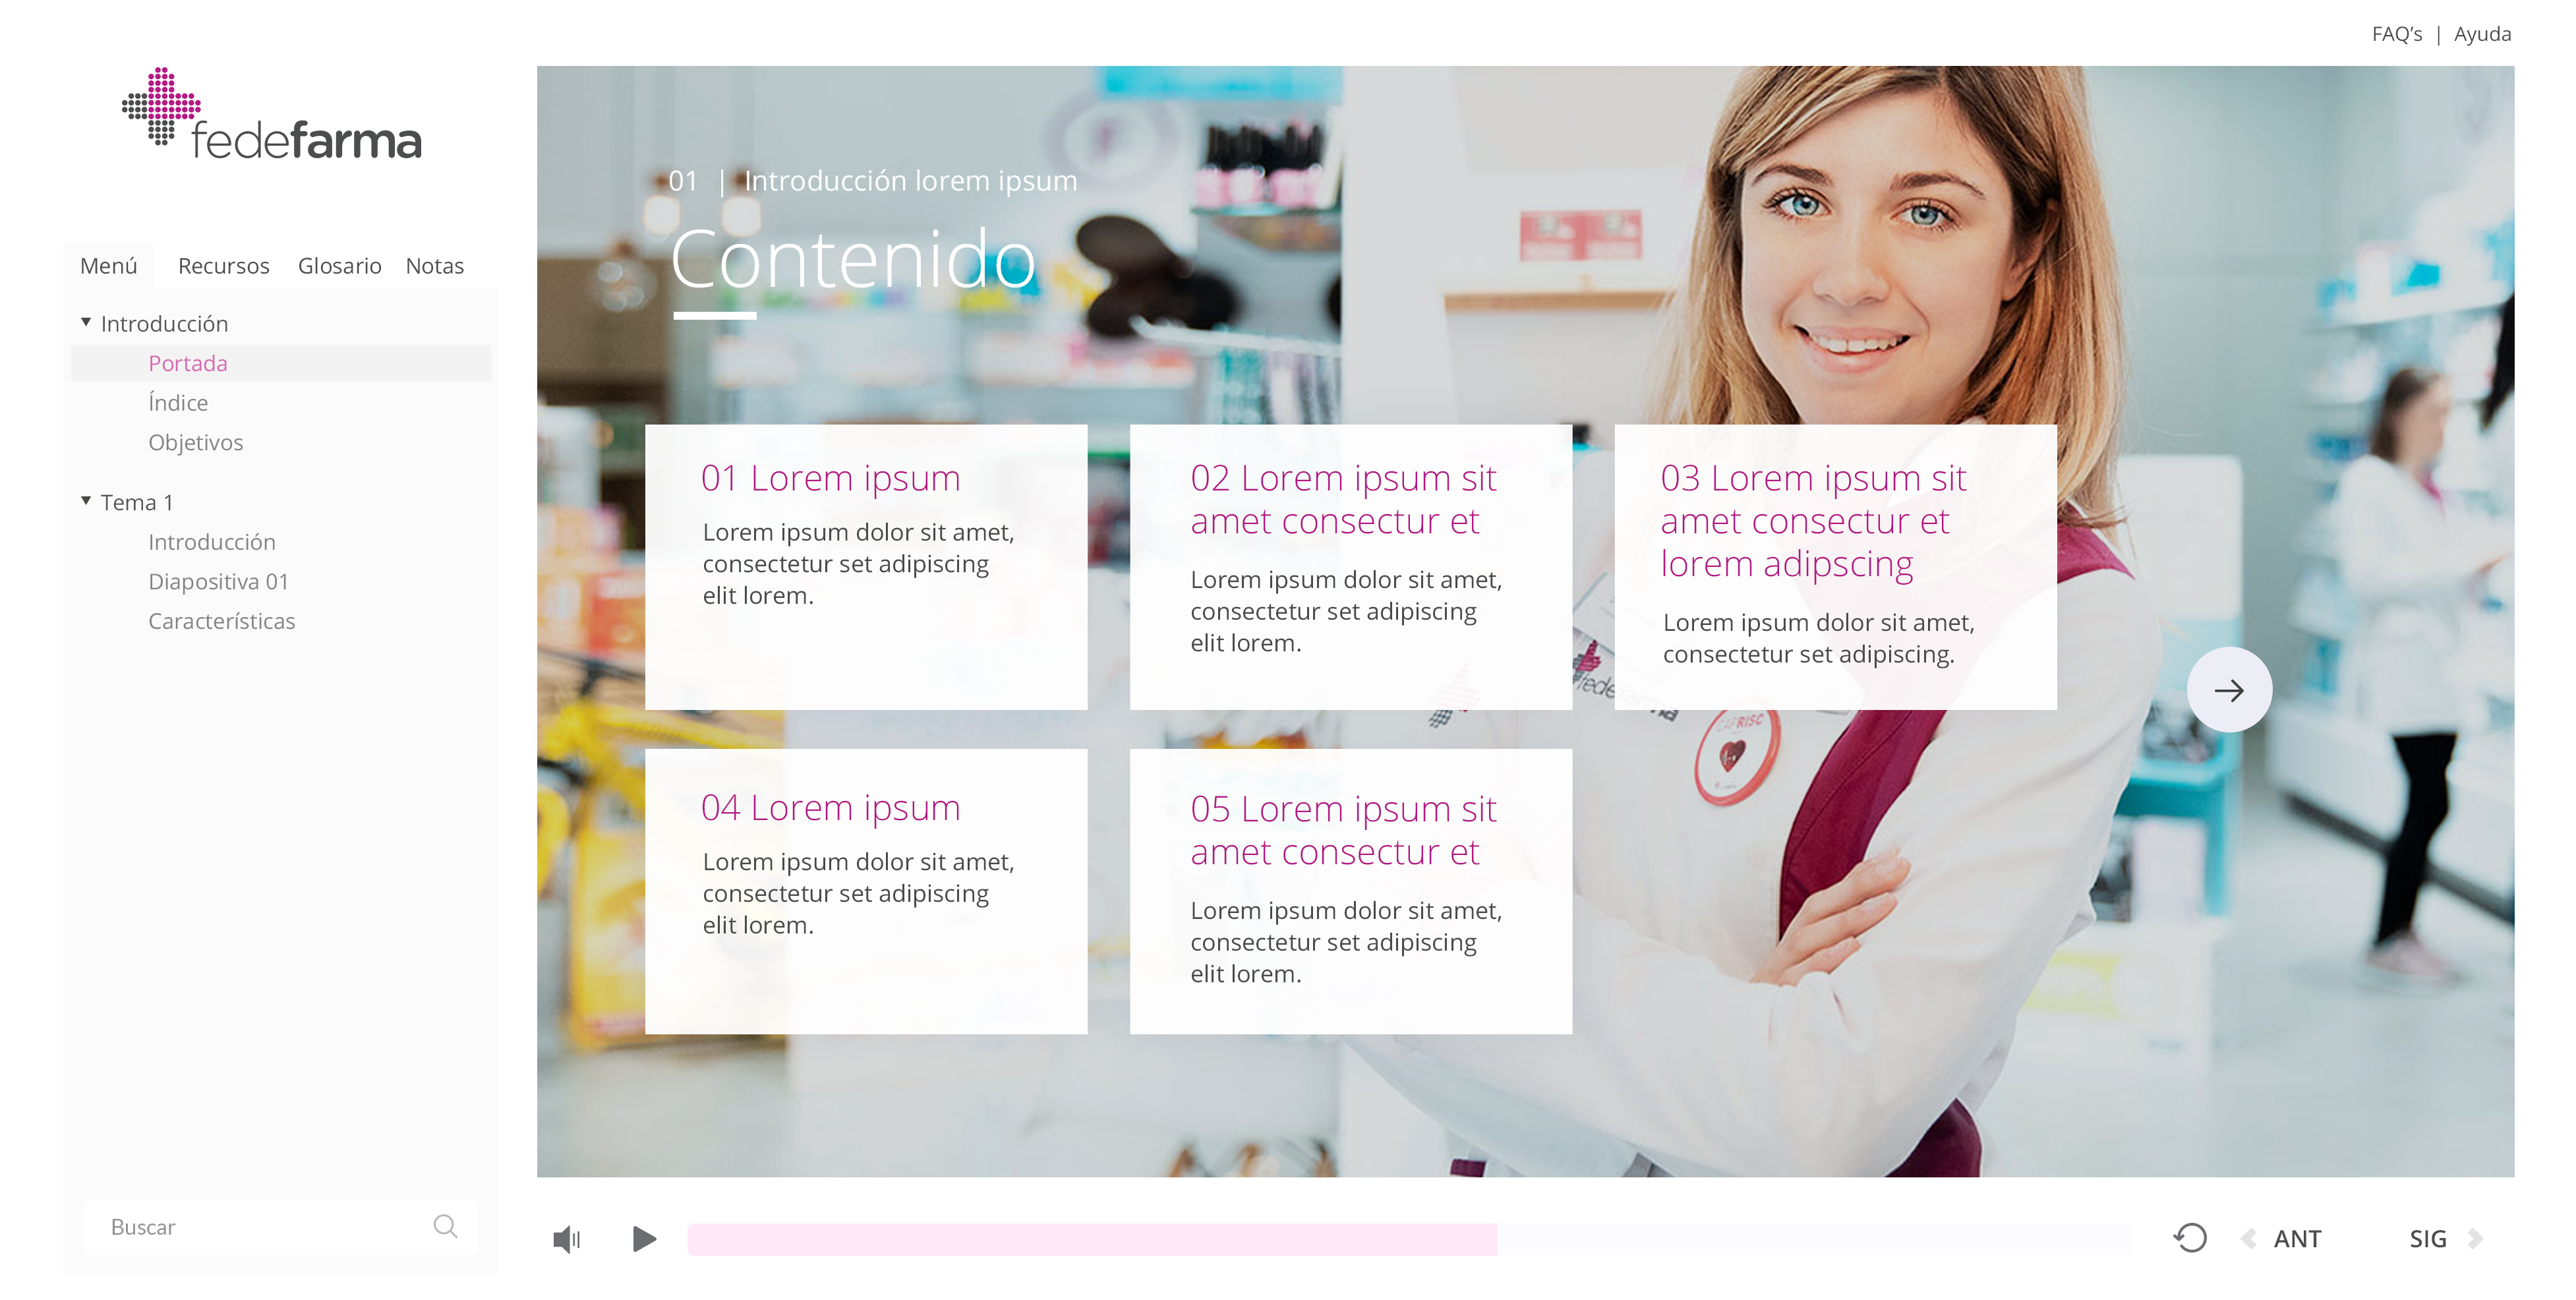 FAQ’s | Ayuda
fedefarma
Menú Recursos Glosario Notas
Introducción
Portada
Índice
Objetivos
Tema 1
Introducción
Diapositiva 01
Características
Buscar
01 | Introducción lorem ipsum
Contenido
01 Lorem ipsum
Lorem ipsum dolor sit amet,
consectetur set adipiscing
elit lorem.
02 Lorem ipsum sit
amet consectur et
Lorem ipsum dolor sit amet,
consectetur set adipiscing
elit lorem.
03 Lorem ipsum sit
amet consectur et
lorem adipscing
Lorem ipsum dolor sit amet,
consectetur set adipiscing.
04 Lorem ipsum
Lorem ipsum dolor sit amet,
consectetur set adipiscing
elit lorem.
05 Lorem ipsum sit
amet consectur et
Lorem ipsum dolor sit amet,
consectetur set adipiscing
elit lorem.
fedefarma
ANT SIG